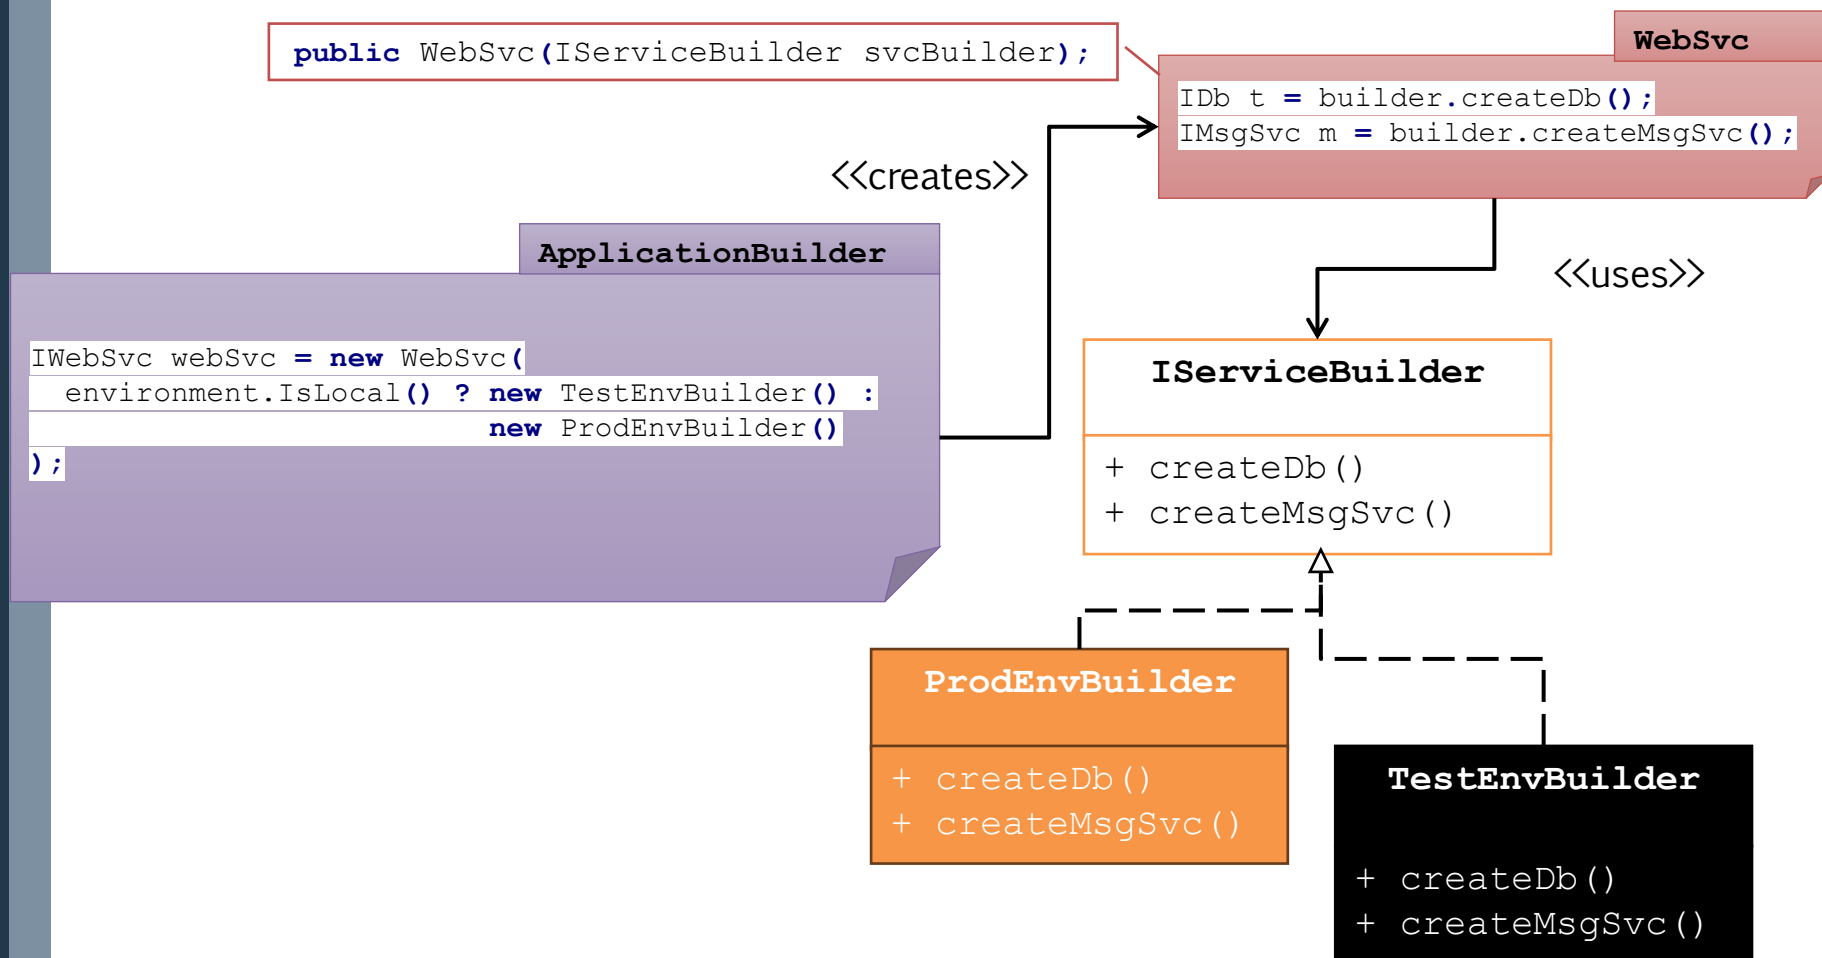 public WebSvc(IServiceBuilder svcBuilder);
WebSvc
IDb t = builder.createDb();
IMsgSvc m = builder.createMsgSvc();
<<creates>>
ApplicationBuilder
IWebSvc webSvc = new WebSvc(
environment.IsLocal() ? new TestEnvBuilder() :
new ProdEnvBuilder()
);
<<uses>>
IServiceBuilder
+ createDb()
+ createMsgSvc()
ProdEnvBuilder
+ createDb()
+ createMsgSvc()
TestEnvBuilder
+ createDb()
+ createMsgSvc()